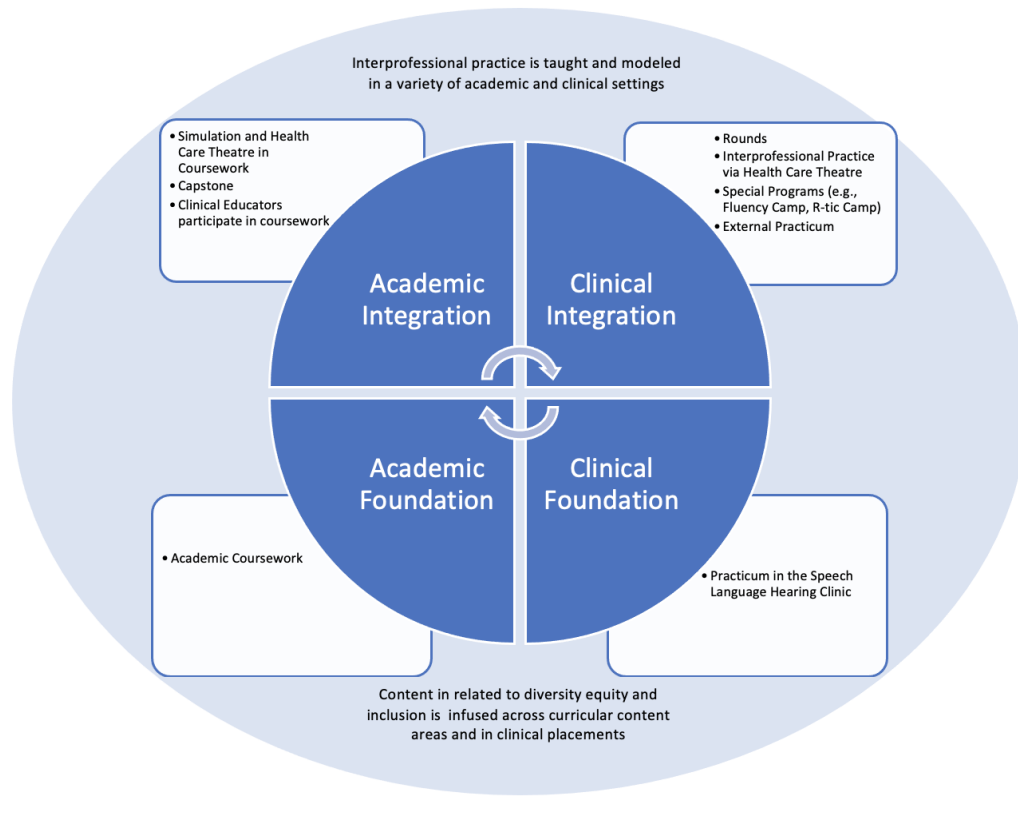 Interprofessional practice is taught and modeled
in a variety of academic and clinical settings
• Simulation and Health
Care Theatre in
Coursework
• Capstone
• Clinical Educators
participate in coursework
• Rounds
• Interprofessional Practice
via Health Care Theatre
• Special Programs (e.g.,
Fluency Camp, R-tic Camp)
• External Practicum
Academic
Integration
Clinical
Integration
Academic
Foundation
Clinical
Foundation
• Academic Coursework
• Practicum in the Speech
Language Hearing Clinic
Content in related to diversity equity and
inclusion is infused across curricular content
areas and in clinical placements